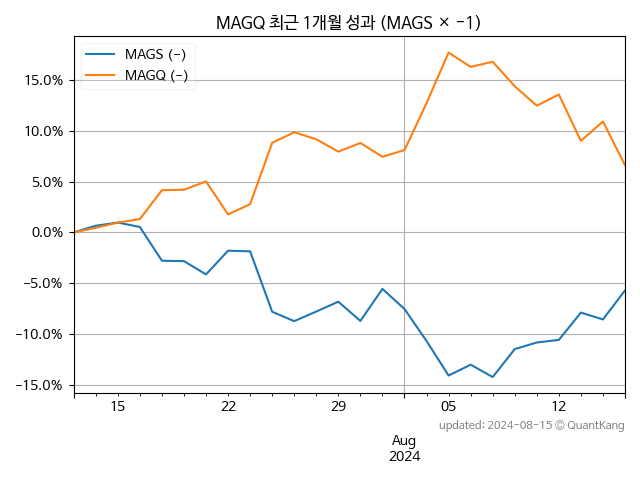 MAGQ 최근 1개월 성과 (MAGS × −1)
MAGS (-)
MAGQ (-)
15.0%
10.0%
5.0%
0.0%
−5.0%
−10.0%
−15.0%
15 22 29 05 12
updated: 2024-08-15 © QuantKang
Aug
2024